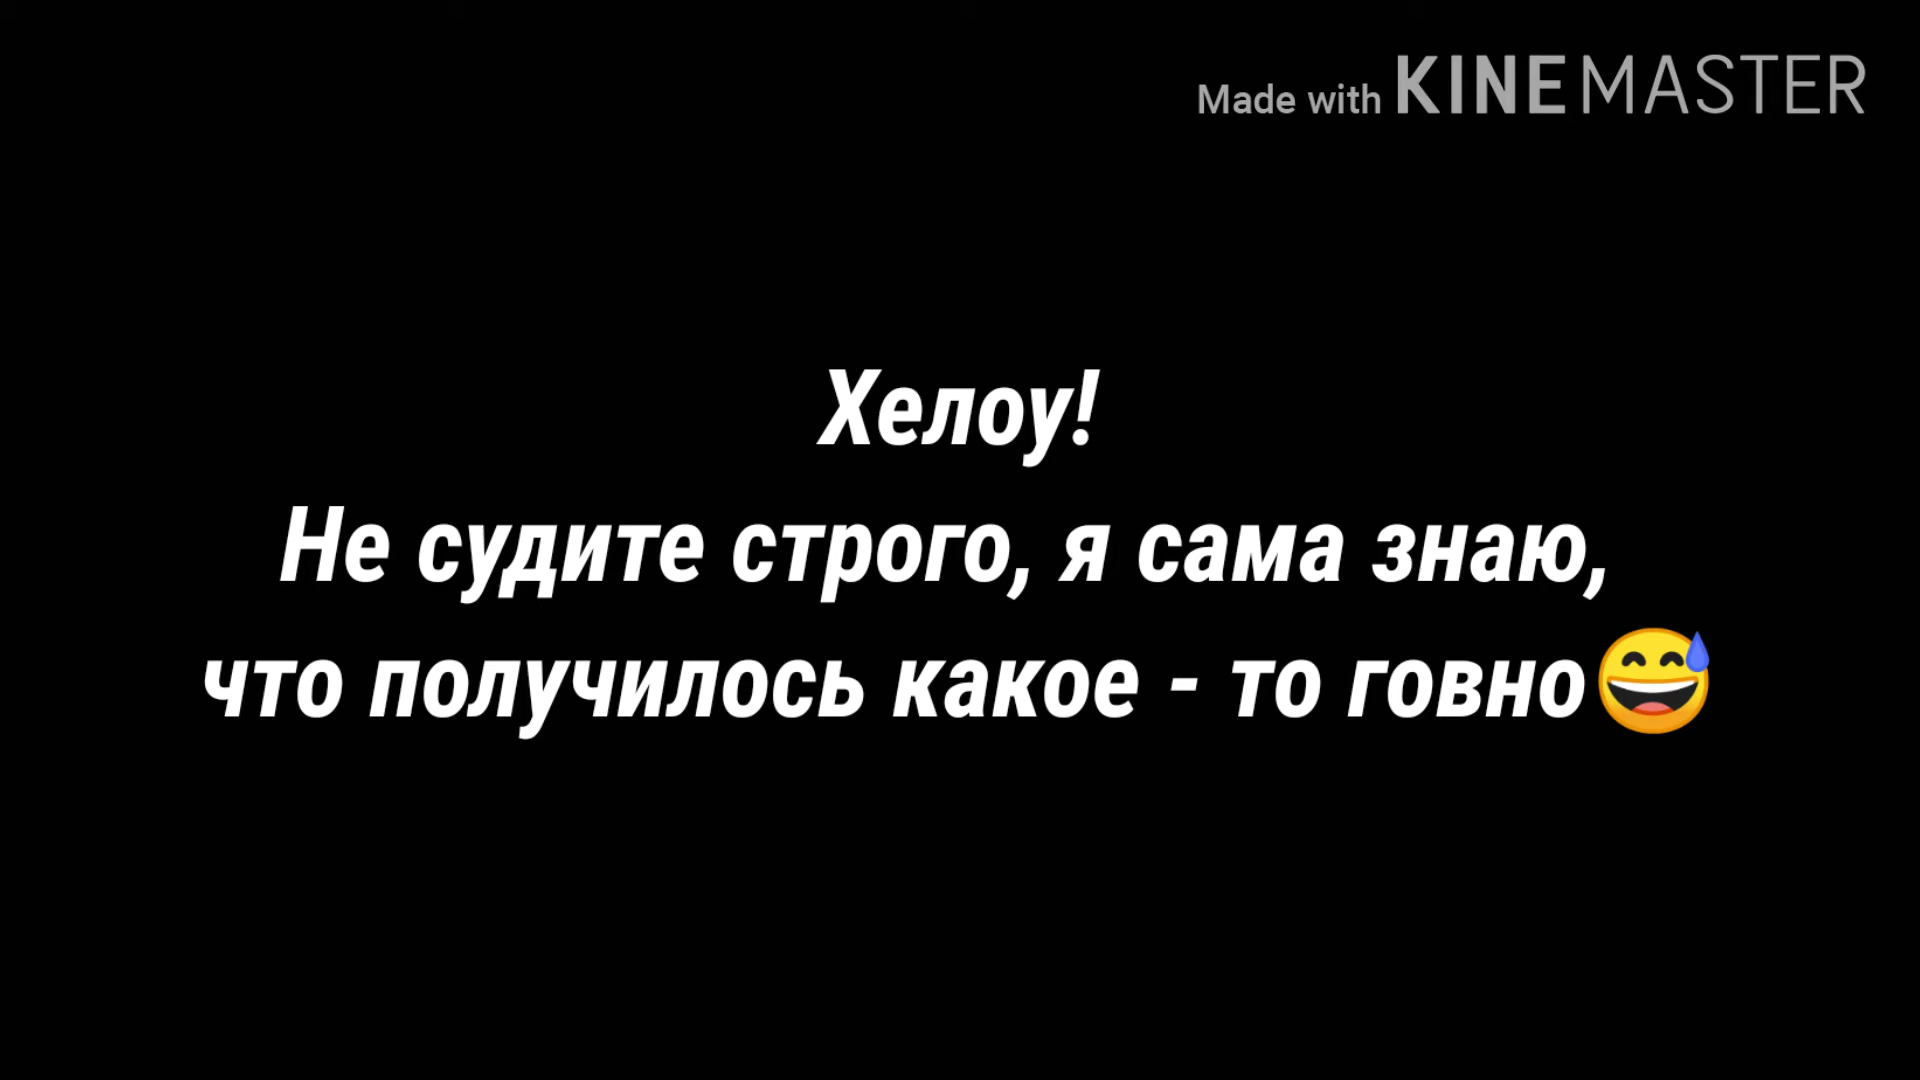 Made with KINEMASTER
Хелоу!
Не судите строго, я сама знаю,
что получилось какое - то говно😅